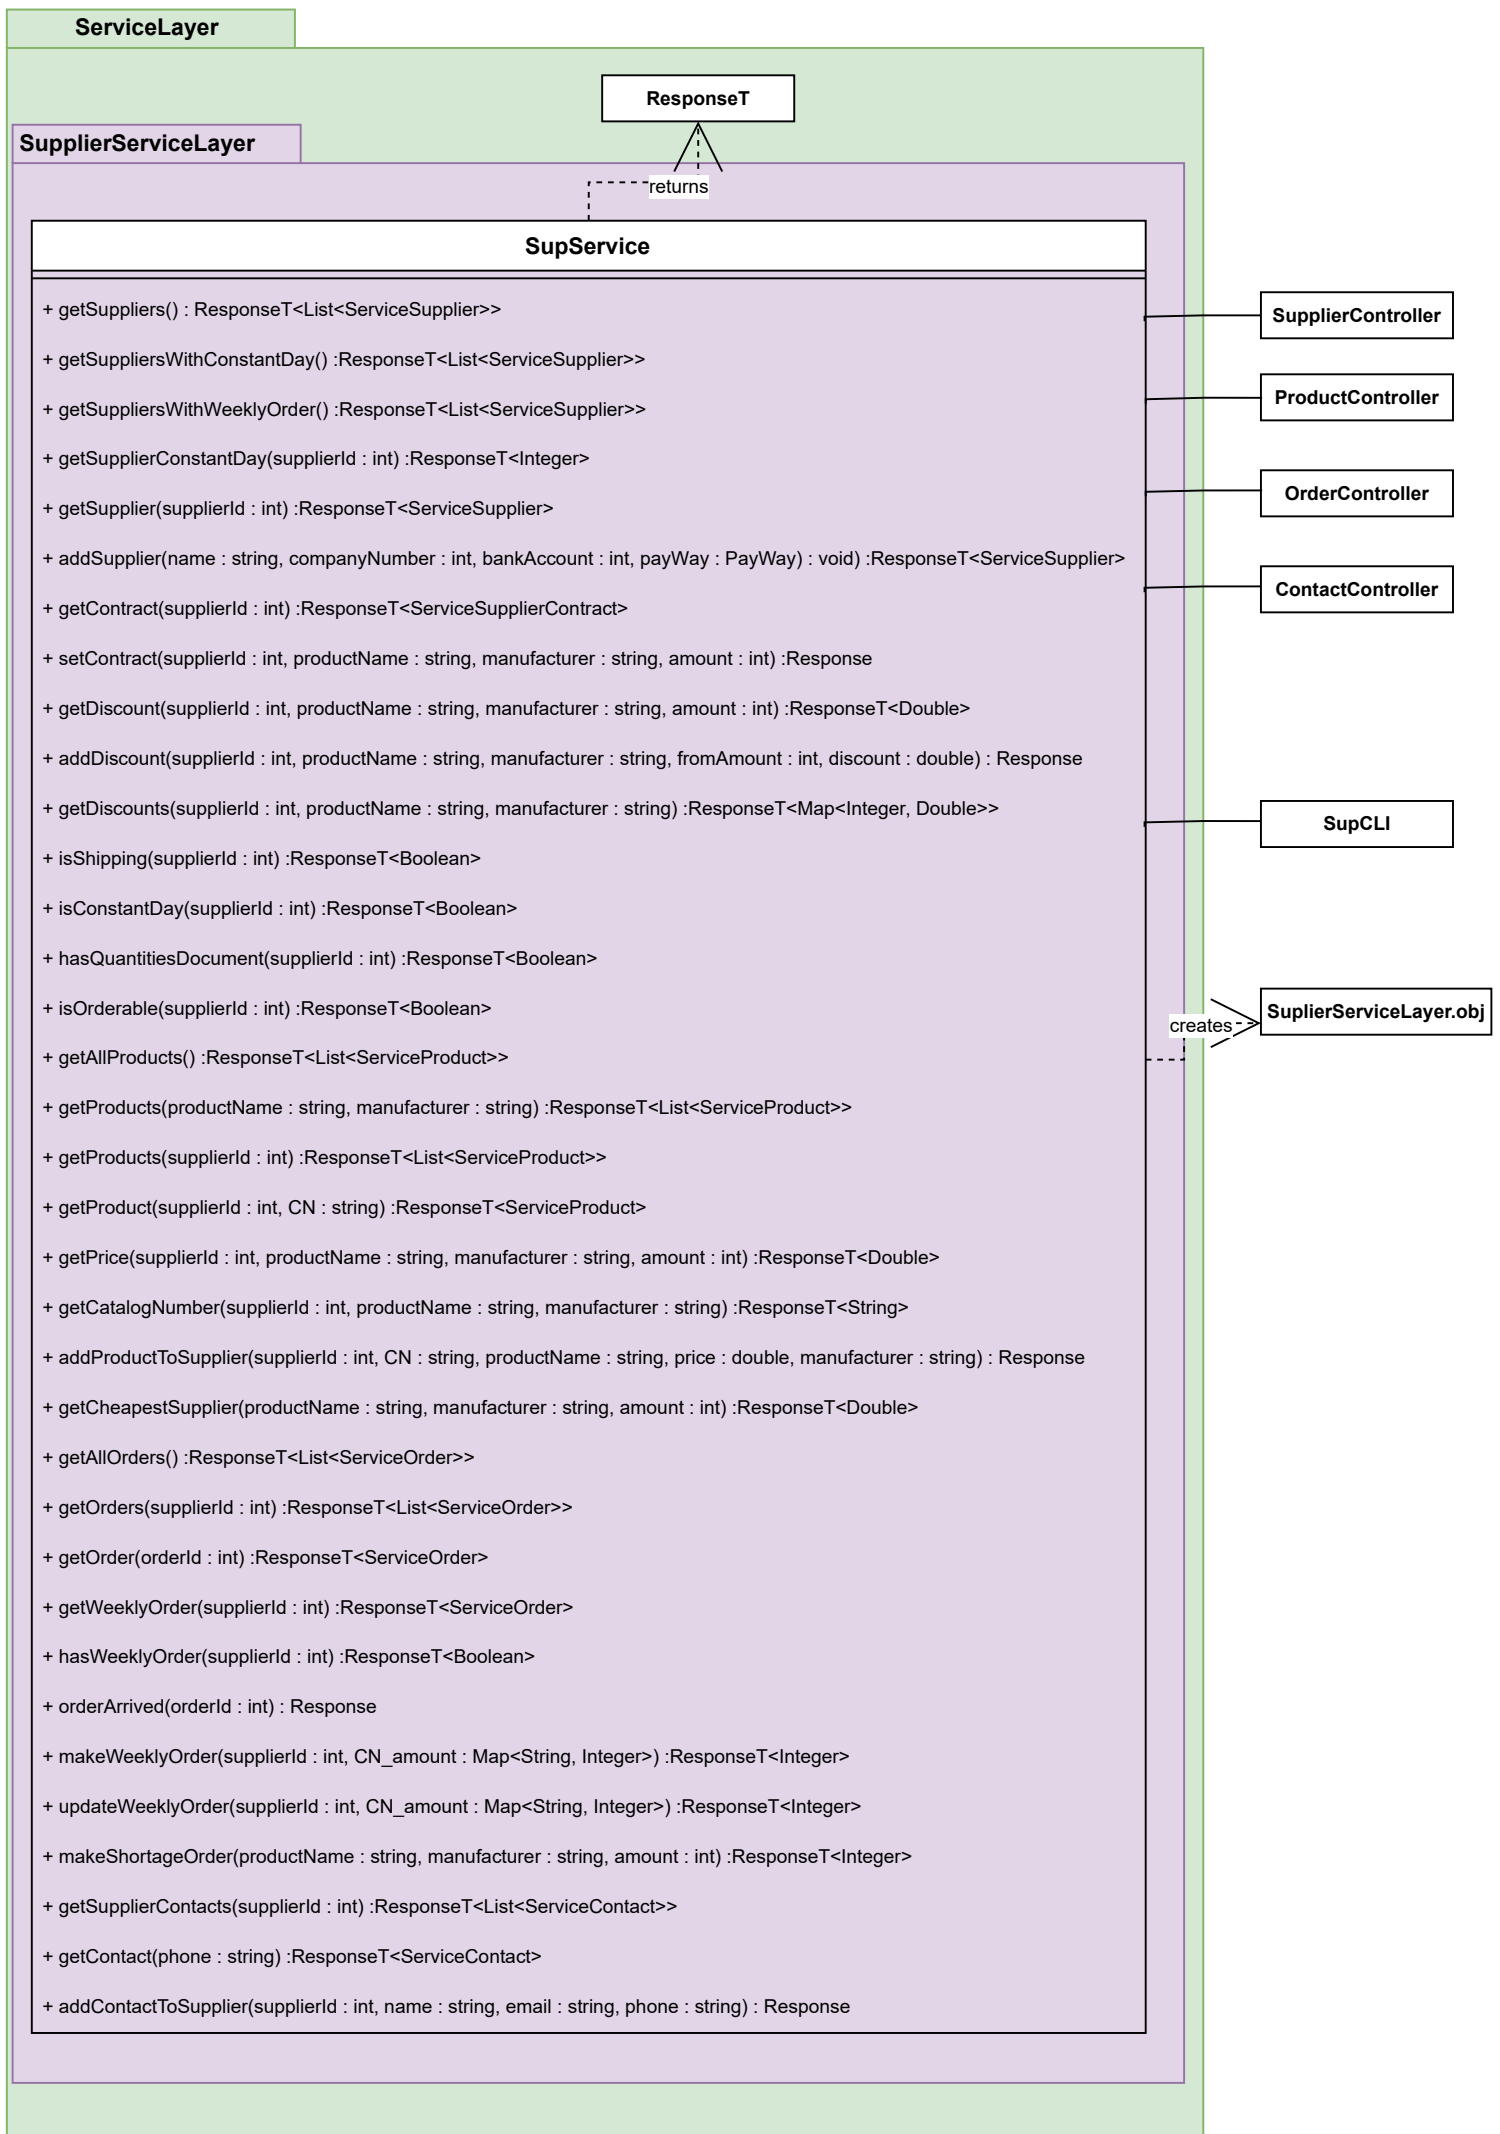 ServiceLayer
ResponseT
SupplierServiceLayer
returns
SupService
+ getSuppliers() : ResponseT<List<ServiceSupplier>>
+ getSuppliersWithConstantDay() :ResponseT<List<ServiceSupplier>>
+ getSuppliersWithWeeklyOrder() :ResponseT<List<ServiceSupplier>>
+ getSupplierConstantDay(supplierId : int) :ResponseT<Integer>
+ getSupplier(supplierId : int) :ResponseT<ServiceSupplier>
+ addSupplier(name : string, companyNumber : int, bankAccount : int, payWay : PayWay) : void) :ResponseT<ServiceSupplier>
+ getContract(supplierId : int) :ResponseT<ServiceSupplierContract>
+ setContract(supplierId : int, productName : string, manufacturer : string, amount : int) :Response
+ getDiscount(supplierId : int, productName : string, manufacturer : string, amount : int) :ResponseT<Double>
+ addDiscount(supplierId : int, productName : string, manufacturer : string, fromAmount : int, discount : double) : Response
+ getDiscounts(supplierId : int, productName : string, manufacturer : string) :ResponseT<Map<Integer, Double>>
+ isShipping(supplierId : int) :ResponseT<Boolean>
+ isConstantDay(supplierId : int) :ResponseT<Boolean>
+ hasQuantitiesDocument(supplierId : int) :ResponseT<Boolean>
+ isOrderable(supplierId : int) :ResponseT<Boolean>
+ getAllProducts() :ResponseT<List<ServiceProduct>>
+ getProducts(productName : string, manufacturer : string) :ResponseT<List<ServiceProduct>>
+ getProducts(supplierId : int) :ResponseT<List<ServiceProduct>>
+ getProduct(supplierId : int, CN : string) :ResponseT<ServiceProduct>
+ getPrice(supplierId : int, productName : string, manufacturer : string, amount : int) :ResponseT<Double>
+ getCatalogNumber(supplierId : int, productName : string, manufacturer : string) :ResponseT<String>
+ addProductToSupplier(supplierId : int, CN : string, productName : string, price : double, manufacturer : string) : Response
+ getCheapestSupplier(productName : string, manufacturer : string, amount : int) :ResponseT<Double>
+ getAllOrders() :ResponseT<List<ServiceOrder>>
+ getOrders(supplierId : int) :ResponseT<List<ServiceOrder>>
+ getOrder(orderId : int) :ResponseT<ServiceOrder>
+ getWeeklyOrder(supplierId : int) :ResponseT<ServiceOrder>
+ hasWeeklyOrder(supplierId : int) :ResponseT<Boolean>
+ orderArrived(orderId : int) : Response
+ makeWeeklyOrder(supplierId : int, CN_amount : Map<String, Integer>) :ResponseT<Integer>
+ updateWeeklyOrder(supplierId : int, CN_amount : Map<String, Integer>) :ResponseT<Integer>
+ makeShortageOrder(productName : string, manufacturer : string, amount : int) :ResponseT<Integer>
+ getSupplierContacts(supplierId : int) :ResponseT<List<ServiceContact>>
+ getContact(phone : string) :ResponseT<ServiceContact>
+ addContactToSupplier(supplierId : int, name : string, email : string, phone : string) : Response
SupplierController
ProductController
OrderController
ContactController
SupCLI
creates
SuplierServiceLayer.obj